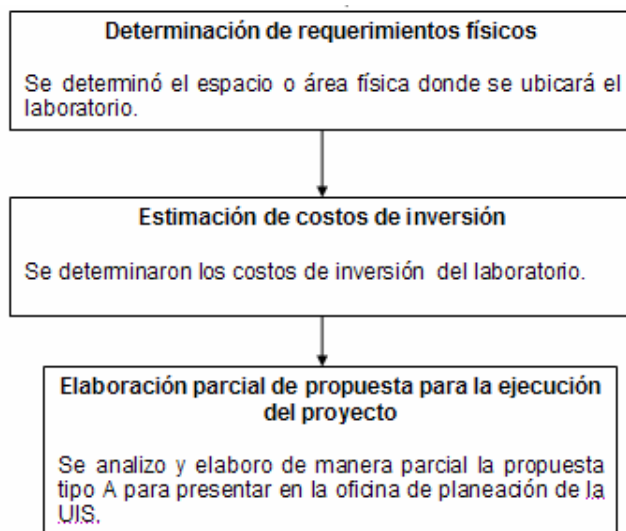 Determinación de requerimientos físicos
Se determinó el espacio o área física donde se ubicará el
laboratorio.
Estimación de costos de inversión
Se determinaron los costos de inversión del laboratorio.
Elaboración parcial de propuesta para la ejecución
del proyecto
Se analizo y elaboro de manera parcial la propuesta
tipo A para presentar en la oficina de planeación de la
UIS.